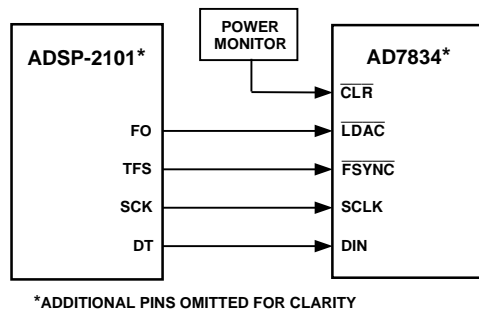 POWER
MONITOR
ADSP-2101*
AD7834*
CLR
FO
LDAC
TFS
FSYNC
SCK
SCLK
DT
DIN
*ADDITIONAL PINS OMITTED FOR CLARITY